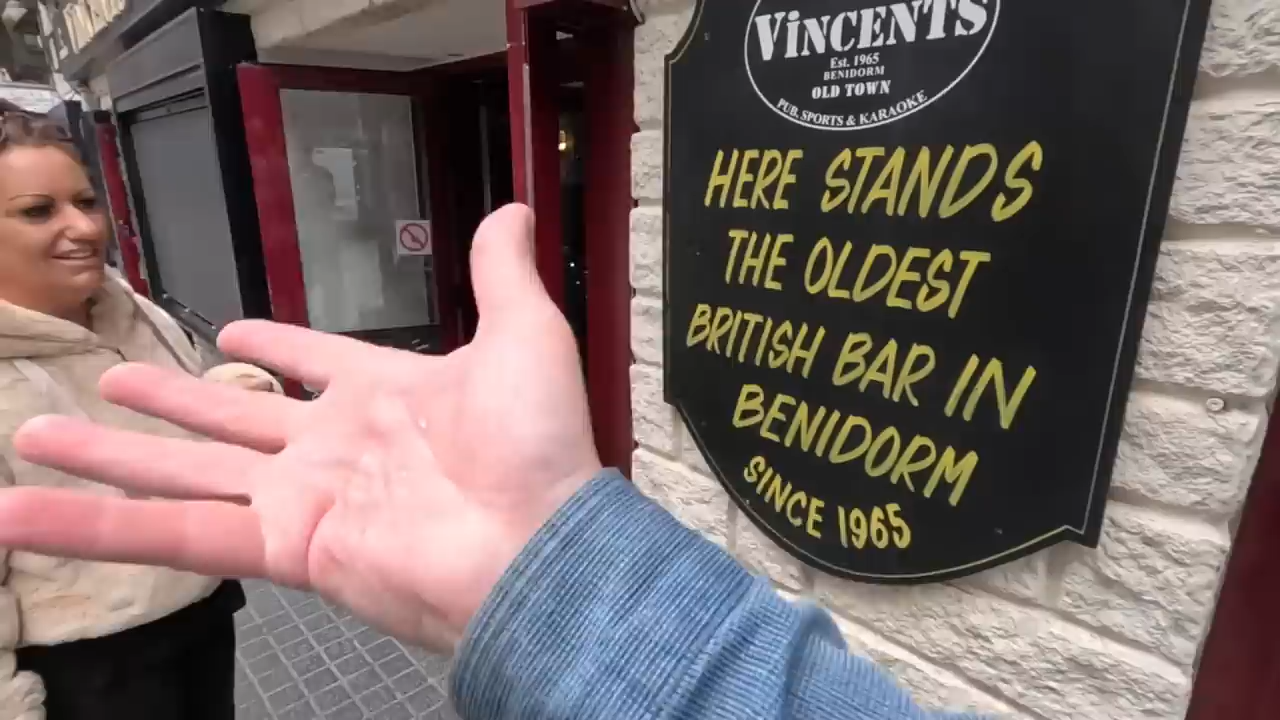 VINCENTS
Est. 1965
BENIDORM
OLD TOWN
PUB, SPORTS & KARAOKE
HERE STANDS
THE OLDEST
BRITISH BAR IN
BENIDORM
SINCE 1965